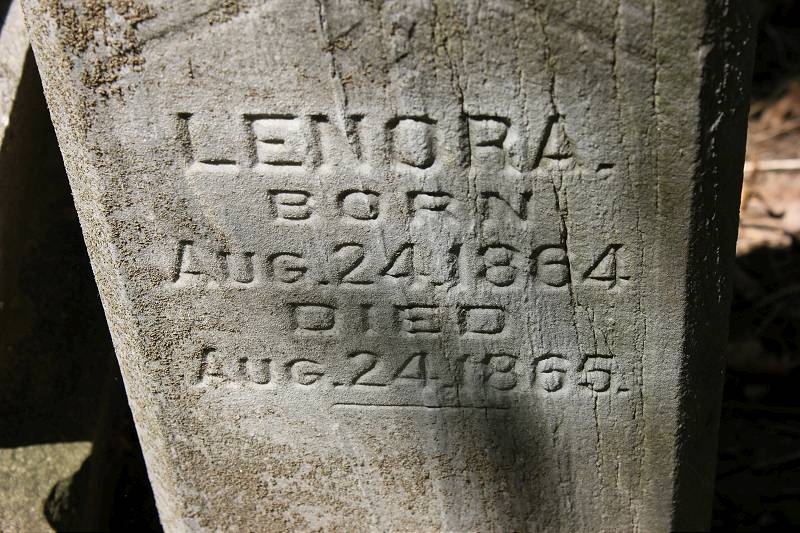 LENORA.
BORN
AUG. 24, 1864
DIED
AUG. 24, 1865.